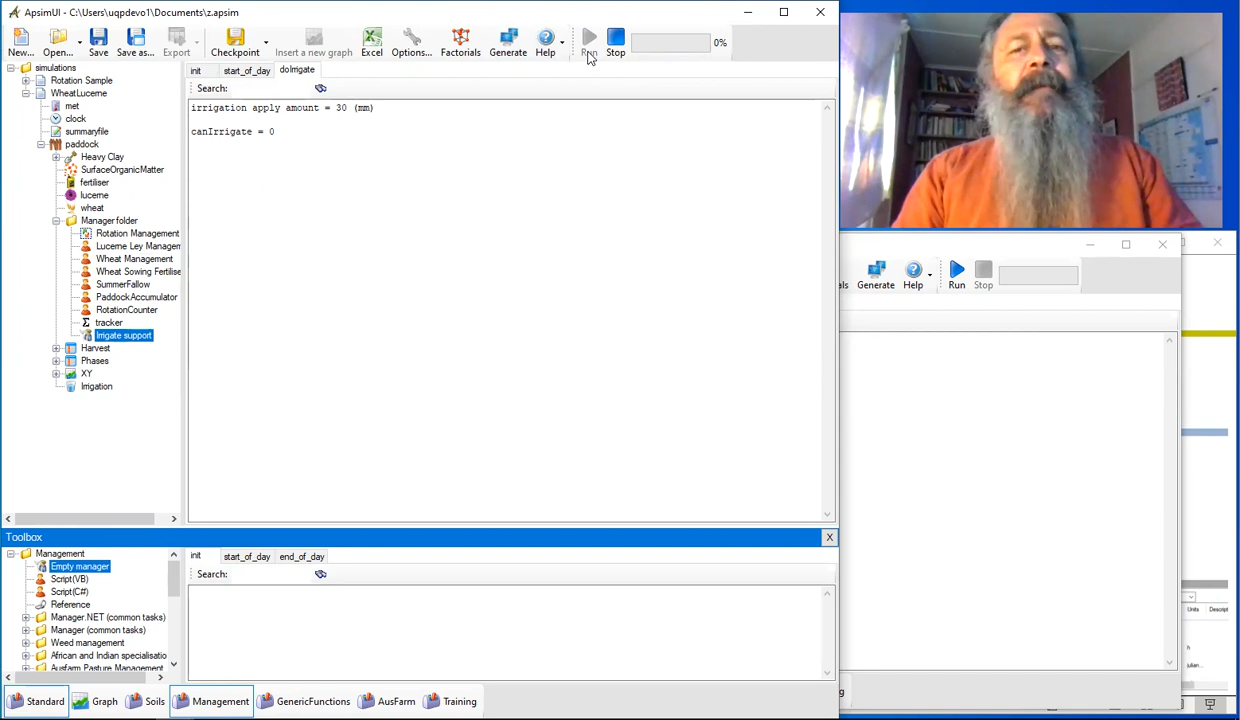 ApsimUI - C:\Users\uqpdevo1\Documents\z.apsim
New... Open... Save Save as... Export Checkpoint Insert a new graph Excel Options... Factorials Generate Help Run Stop 0%
simulations
Rotation Sample
WheatLucerne
met
clock
summaryfile
paddock
Heavy Clay
SurfaceOrganicMatter
fertiliser
lucerne
wheat
Manager folder
Rotation Management
Lucerne Ley Managem
Wheat Management
Wheat Sowing Fertilise
SummerFallow
PaddockAccumulator
RotationCounter
tracker
Irrigate support
Harvest
Phases
XY
Irrigation
init start_of_day doIrrigate
Search:
irrigation apply amount = 30 (mm)
canIrrigate = 0
als Generate Help Run Stop
Units Descript
h
julian...
g
Toolbox X
Management
Empty manager
Script(VB)
Script(C#)
Reference
Manager.NET (common tasks)
Manager (common tasks)
Weed management
African and Indian specialisatio
Ausfarm Pasture Management
init start_of_day end_of_day
Search:
Standard Graph Soils Management GenericFunctions AusFarm Training